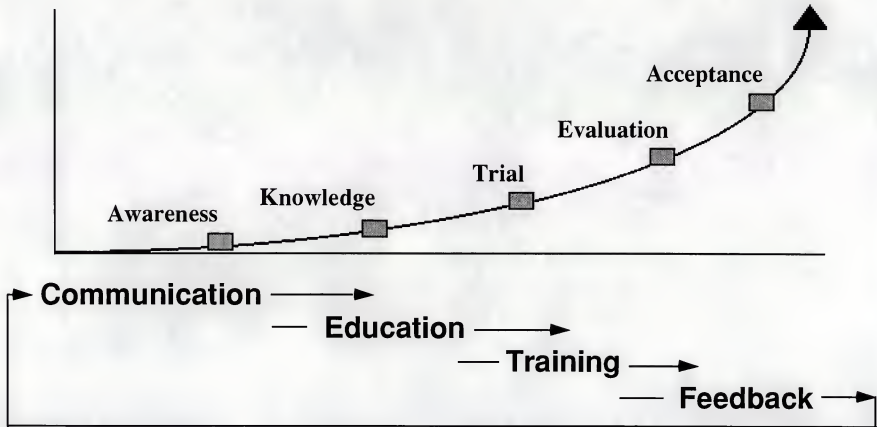 Acceptance
Evaluation
Trial
Knowledge
Awareness
Communication
Education
Training
Feedback